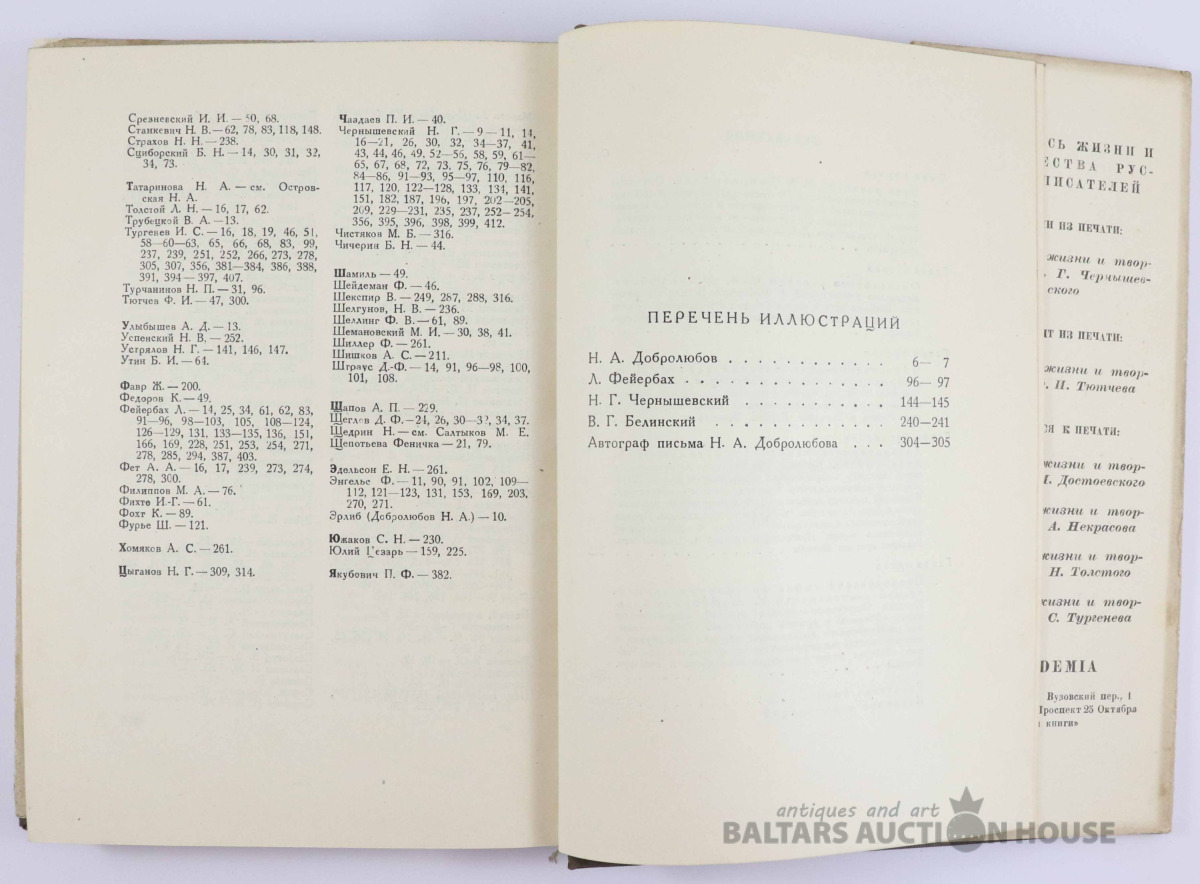 Срезневский И. И. — 50, 68.
Станкевич Н. В. — 62, 78, 83, 118, 148.
Страхов Н. Н. — 238.
Сциборский Б. Н. — 14, 30, 31, 32,
34, 73.
Татаринова Н. А. — см. Островская Н. А.
Толстой Л. Н. — 16, 17, 62.
Трубецкой В. А. — 13.
Тургенев И. С. — 16, 18, 19, 46, 51,
58—60—63, 65, 66, 68, 83, 99,
237, 239, 251, 252, 266, 273, 278,
305, 307, 356, 381—384, 386, 388,
391, 394—397, 407.
Турчанинов Н. П. — 31, 96.
Тютчев Ф. И. — 47, 300.
Улыбышев А. Д. — 13.
Успенский Н. В. — 252.
Устрялов Н. Г. — 141, 146, 147.
Утин Б. И. — 64.
Фавр Ж. — 200.
Федоров К. — 49.
Фейербах Л. — 14, 25, 34, 61, 62, 83,
91—96, 98—103, 105, 108—124,
126—129, 131, 133—135, 136, 151,
166, 169, 228, 251, 253, 254, 271,
278, 285, 294, 387, 403.
Фет А. А. — 16, 17, 239, 273, 274,
278, 300.
Филиппов М. А. — 76.
Фихте И.-Г. — 61.
Фохт К. — 89.
Фурье Ш. — 121.
Хомяков А. С. — 261.
Цыганов Н. Г. — 309, 314.
Чаадаев П. И. — 40.
Чернышевский Н. Г. — 9—11, 14,
16—21, 26, 30, 32, 34—37, 41,
43, 44, 46, 49. 52—56, 58, 59, 61—
65, 67, 68, 72, 73, 75, 76, 79—82,
84—86, 91—93, 95—97, 110, 116,
117, 120, 122—128, 133, 134, 141,
151, 182, 187, 196, 197, 202—205,
209, 229—231, 235, 237, 252—254,
356, 395, 396, 398, 399, 412.
Чистяков М. Б. — 316.
Чичерин Б. Н. — 44.
Шамиль — 49.
Шейдеман Ф. — 46.
Шекспир В. — 249, 287, 288, 316.
Шелгунов, Н. В. — 236.
Шеллинг Ф. В. — 61, 89.
Шемановский М. И. — 30, 38, 41.
Шиллер Ф. — 261.
Шишков А. С. — 211.
Штраус Д.-Ф. — 14, 91, 96—98, 100,
101, 108.
Щапов А. П. — 229.
Щеглов Д. Ф. — 24, 26, 30—32, 34, 37.
Щедрин Н. — см. Салтыков М. Е.
Щепотьева Феничка — 21, 79.
Эдельсон Е. Н. — 261.
Энгельс Ф. — 11, 90, 91, 102, 109—
112, 121—123, 131, 153, 169, 203,
270, 271.
Эрлиб (Добролюбов Н. А.) — 10.
Южаков С. Н. — 230.
Юлий Цезарь — 159, 225.
Якубович П. Ф. — 382.
ПЕРЕЧЕНЬ ИЛЛЮСТРАЦИЙ
Н. А. Добролюбов . . . . . . . . . . . . 6— 7
Л. Фейербах . . . . . . . . . . . . . . 96— 97
Н. Г. Чернышевский . . . . . . . . . . . 144—145
В. Г. Белинский . . . . . . . . . . . . 240—241
Автограф письма Н. А. Добролюбова . . . 304—305
СЬ ЖИЗНИ И
ЕСТВА РУС-
ПИСАТЕЛЕЙ
И ИЗ ПЕЧАТИ:
жизни и твор-
. Г. Чернышев-
ского
ЯТ ИЗ ПЕЧАТИ:
жизни и твор-
. И. Тютчева
СЯ К ПЕЧАТИ:
жизни и твор-
. Достоевского
жизни и твор-
А. Некрасова
жизни и твор-
Н. Толстого
жизни и твор-
С. Тургенева
DEMIA
Вузовский пер., 1
Проспект 25 Октября
книги»
antiques and art
BALTARS AUCTION HOUSE